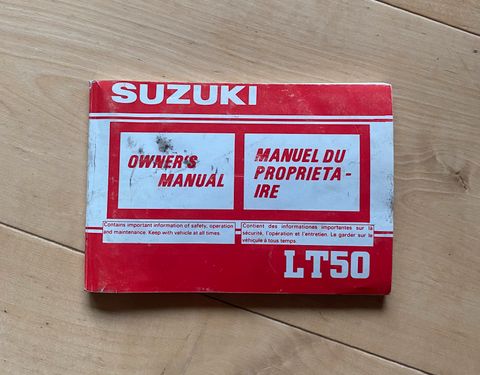 SUZUKI
OWNER'S
MANUAL
MANUEL DU
PROPRIETA-
IRE
Contains important information of safety, operation
and maintenance. Keep with vehicle at all times.
Contient des informationes importantes sur la
sécurité, l'opération et l'entretien. Le garder sur le
véhicule à tous temps.
LT50